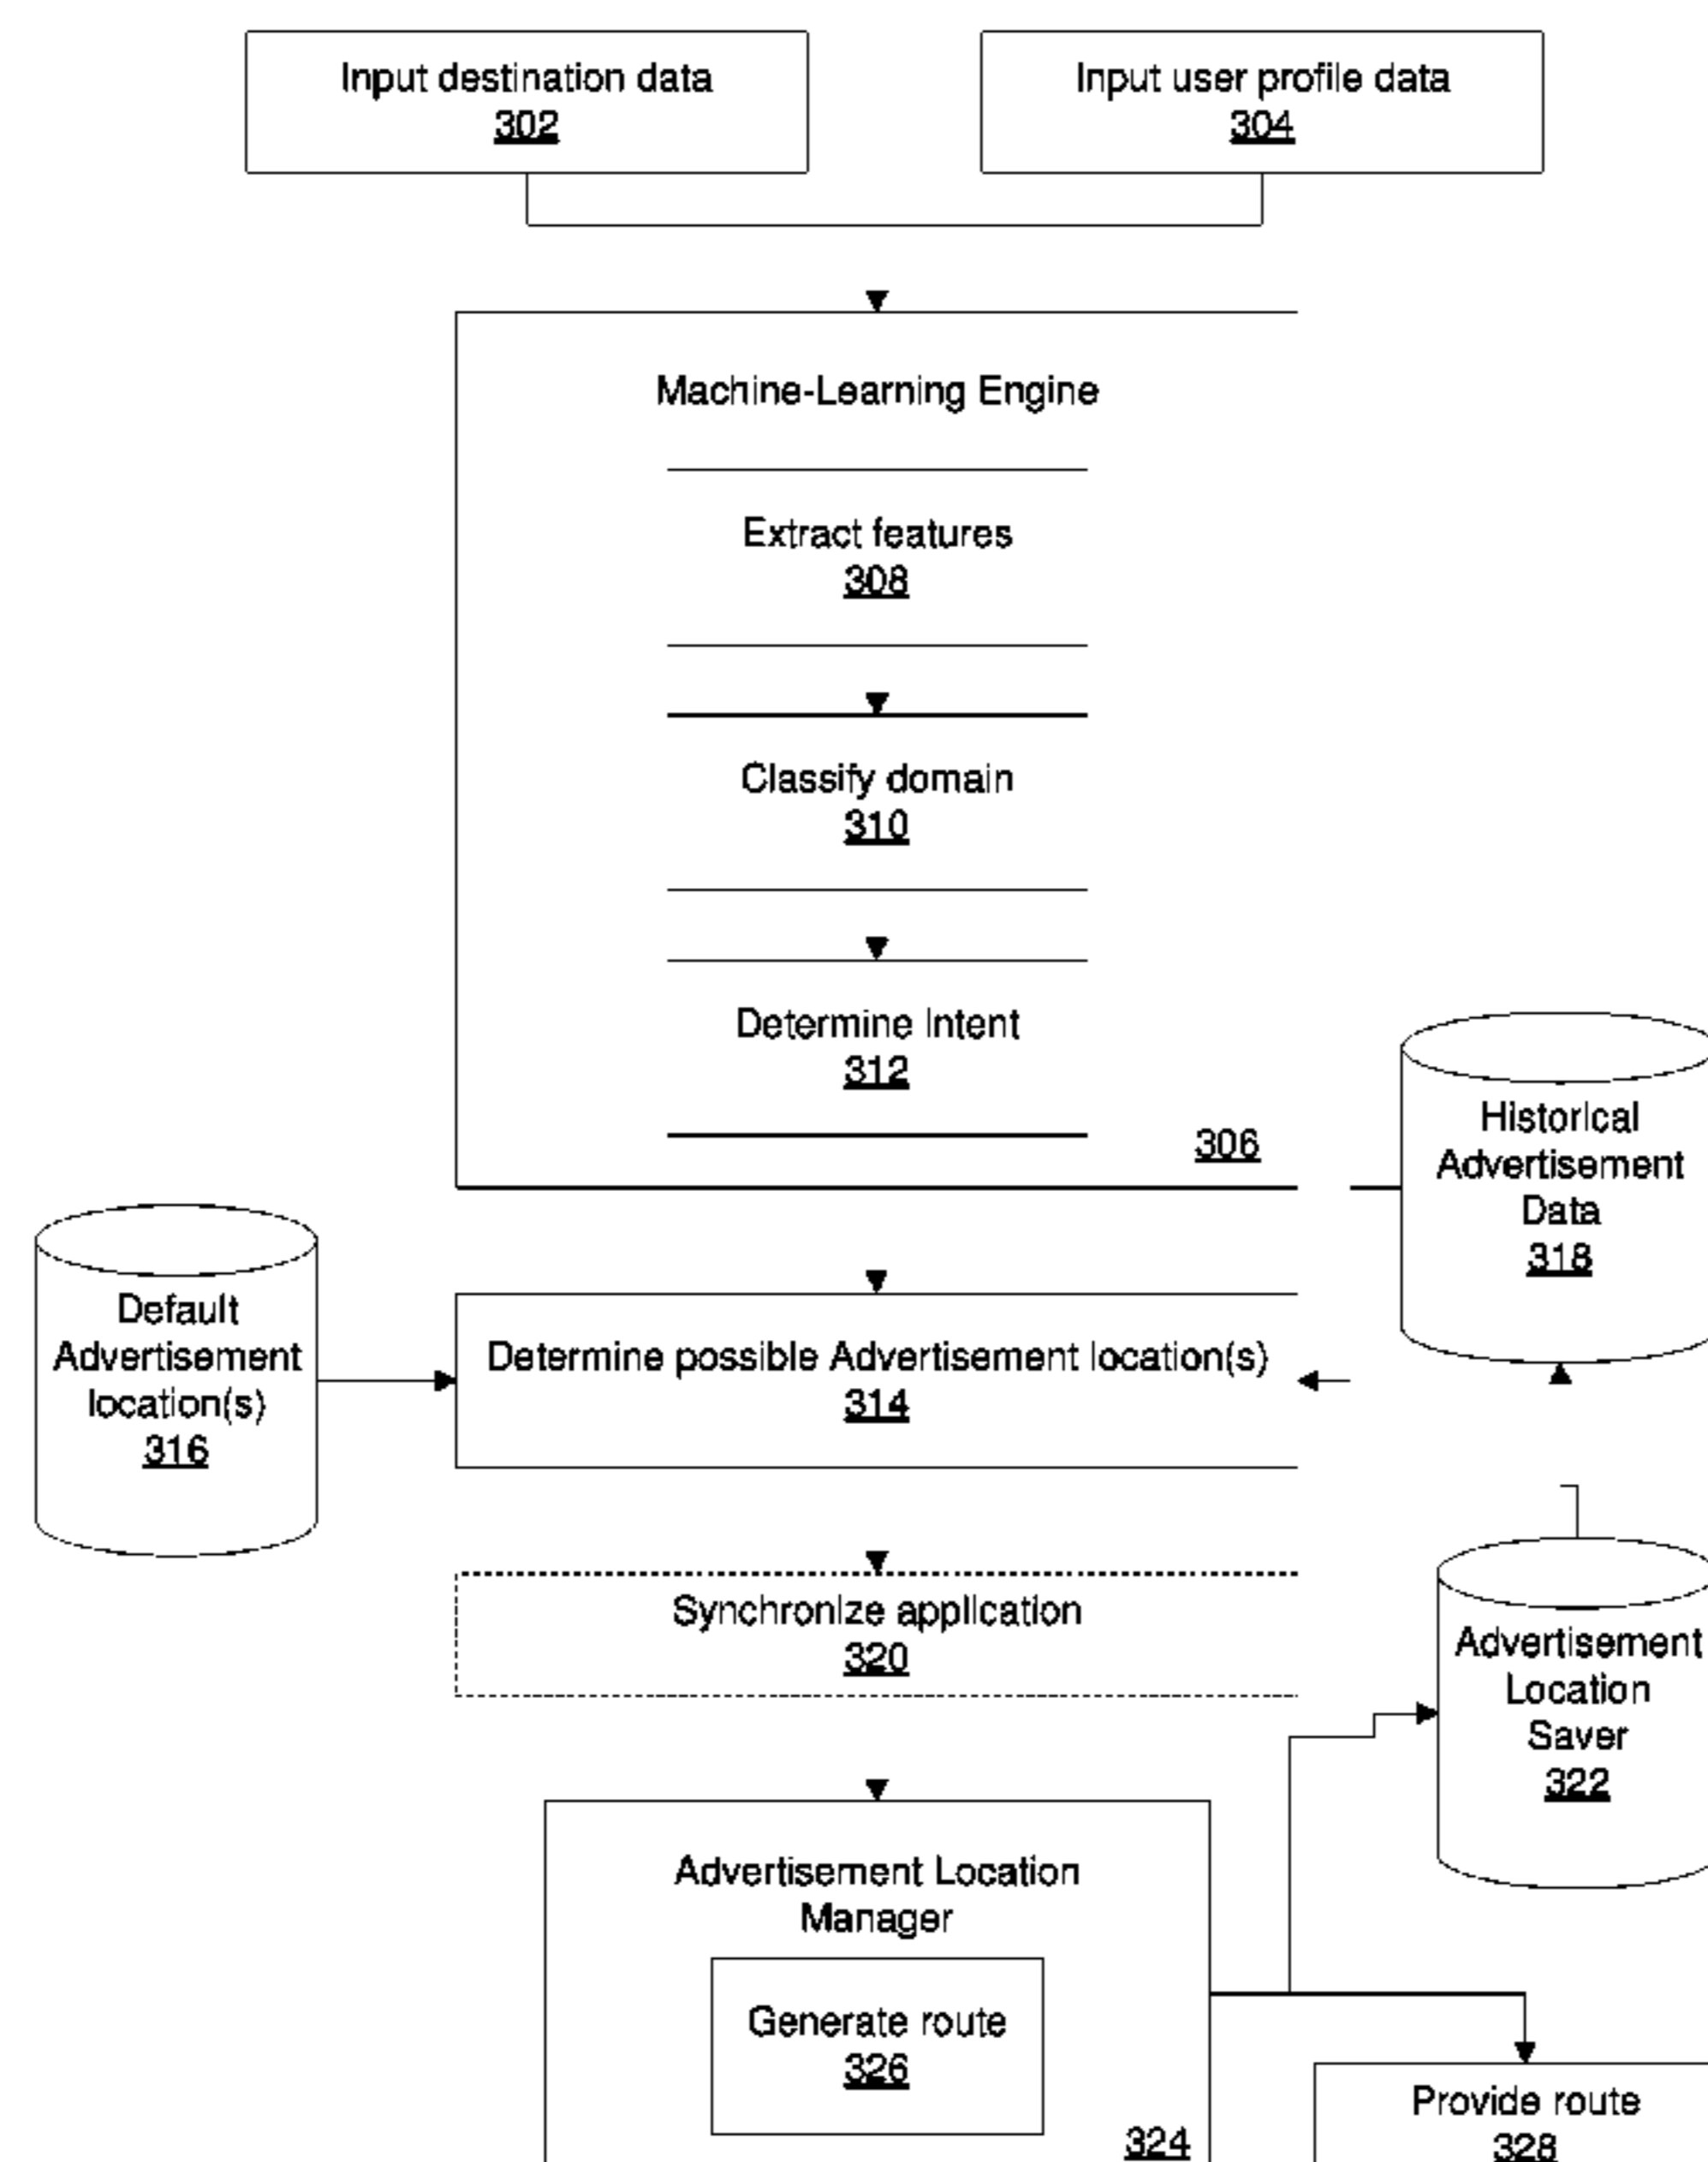 Input destination data
302
Input user profile data
304
Machine-Learning Engine
Extract features
308
Classify domain
310
Determine Intent
312
306
Historical
Advertisement
Data
318
Default
Advertisement
location(s)
316
Determine possible Advertisement location(s)
314
Synchronize application
320
Advertisement
Location
Saver
322
Advertisement Location
Manager
Generate route
326
324
Provide route
328